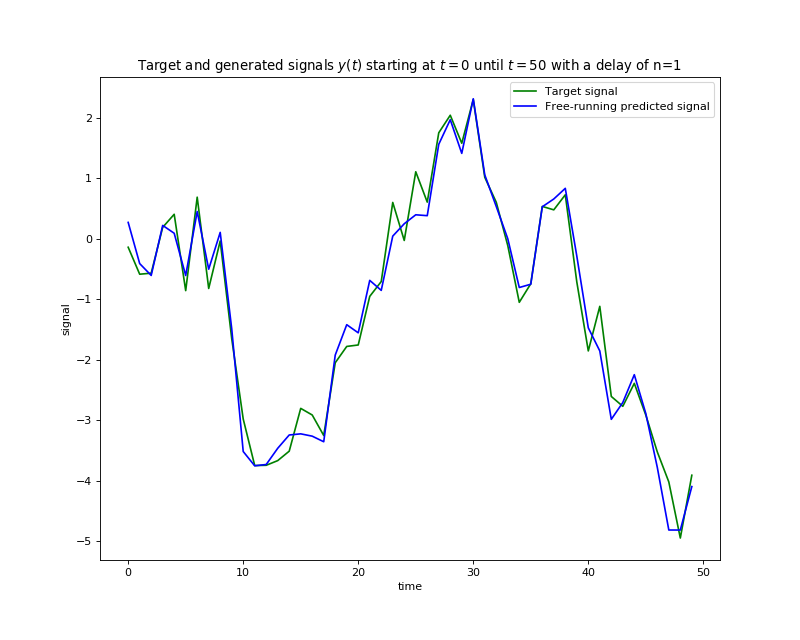 Target and generated signals y(t) starting at t = 0 until t = 50 with a delay of n=1
Target signal
Free-running predicted signal
2
1
0
−1
−2
−3
−4
−5
signal
0 10 20 30 40 50
time